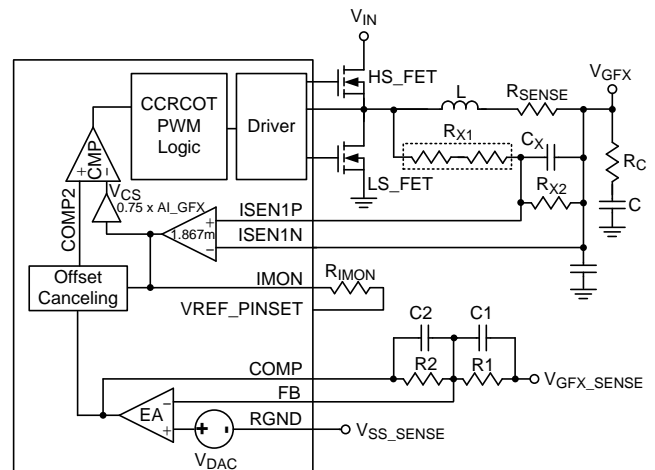 V_IN
HS_FET
L
R_SENSE
V_GFX
CCRCOT
PWM
Logic
Driver
R_X1
C_X
R_C
LS_FET
R_X2
C
CMP
+
-
V_CS
0.75 x AI_GFX
COMP2
ISEN1P
+
1.867m
-
ISEN1N
Offset
Canceling
IMON
R_IMON
VREF_PINSET
C2
C1
COMP
R2
R1
V_GFX_SENSE
FB
EA
-
+
+
-
RGND
V_SS_SENSE
V_DAC